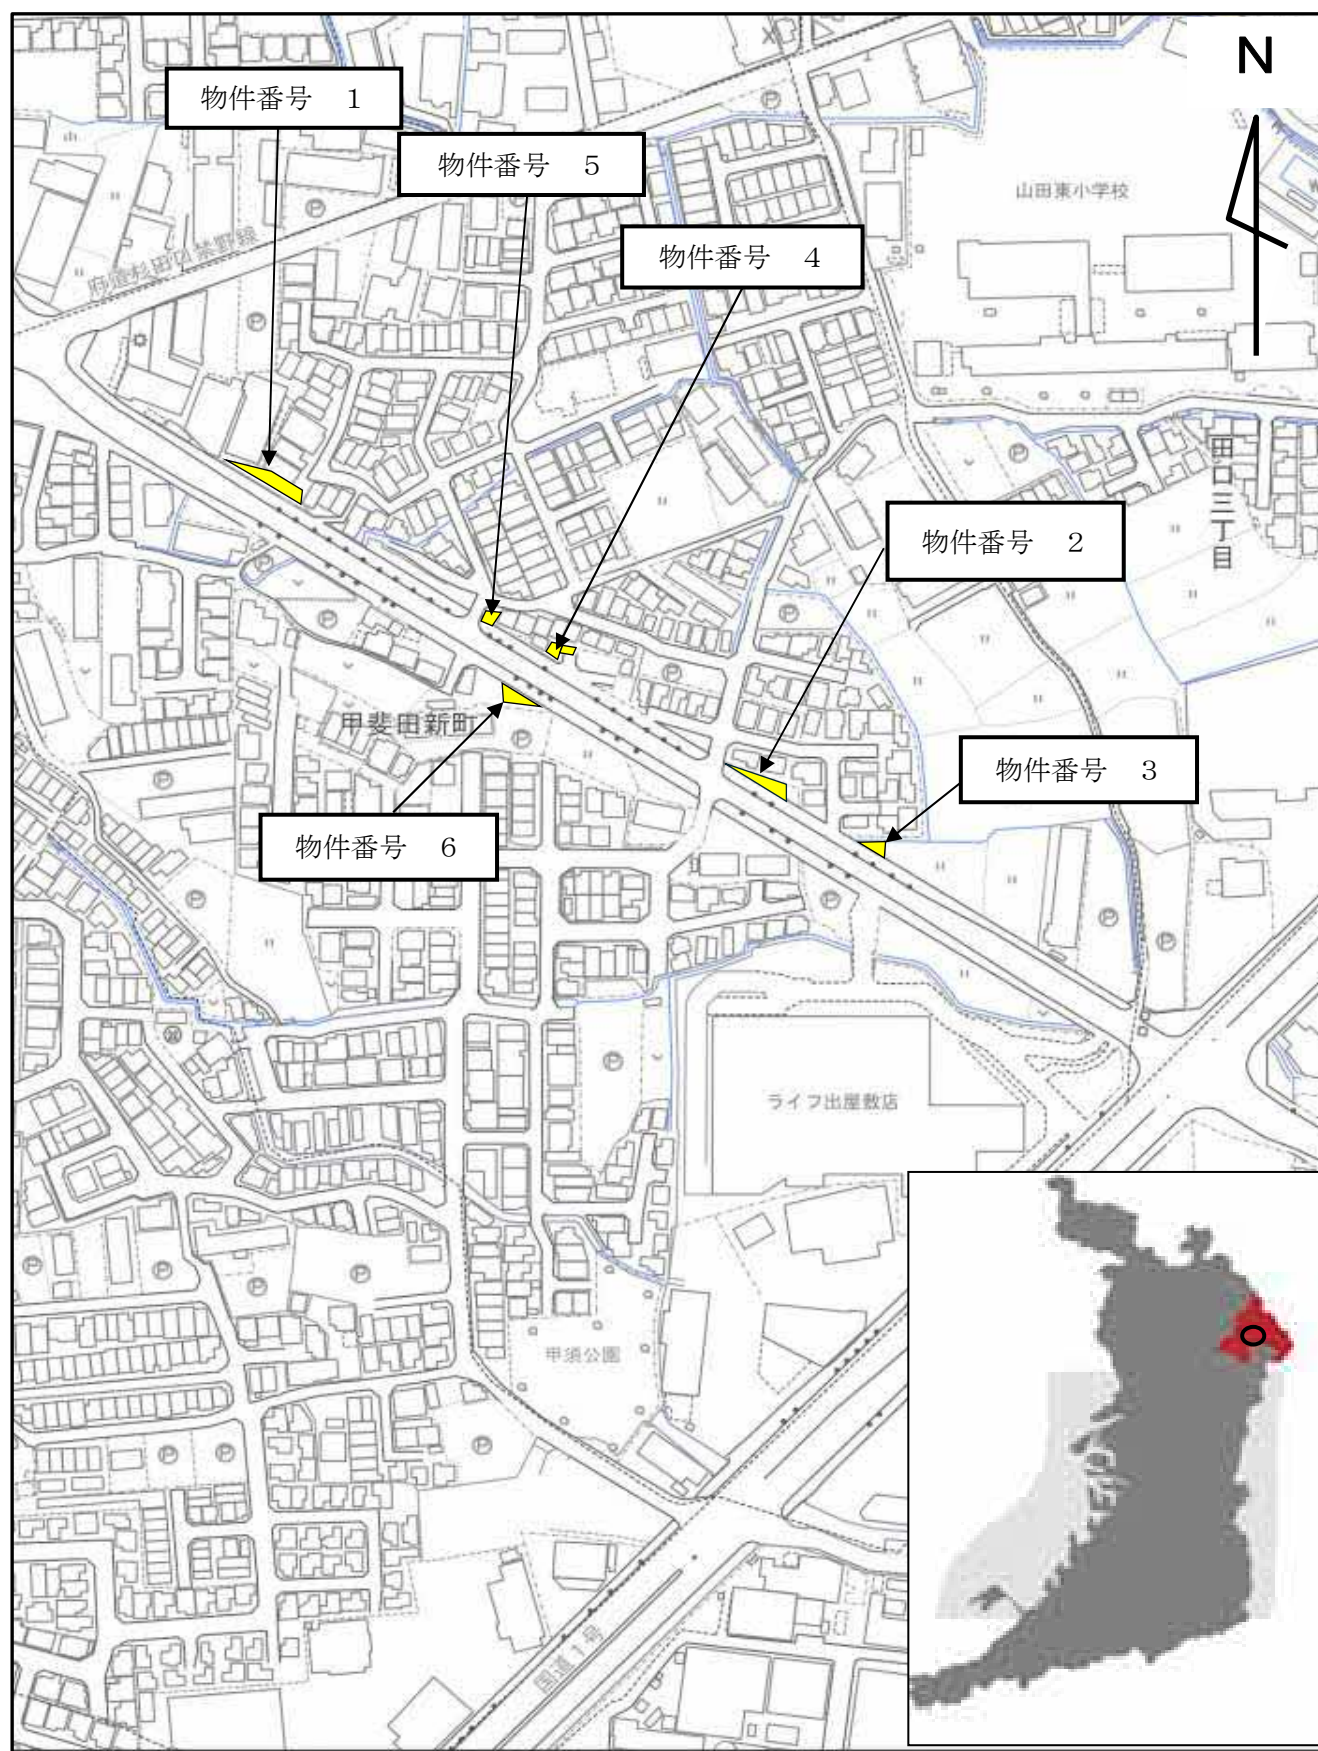 N
物件番号　1
物件番号　5
山田東小学校
物件番号　4
府道杉田口禁野線
田口三丁目
物件番号　2
甲斐田新町
物件番号　3
物件番号　6
ライフ出屋敷店
甲須公園
国道1号